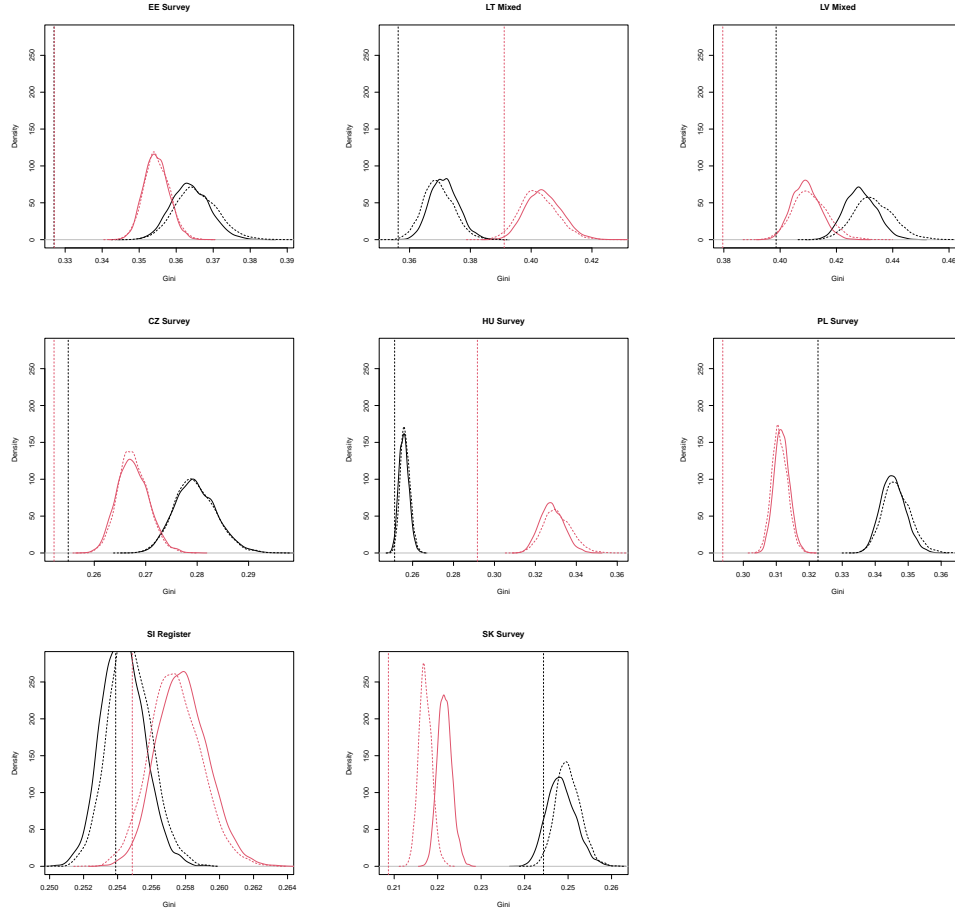 EE Survey
LT Mixed
LV Mixed
Density
0 50 100 150 200 250
0.33 0.34 0.35 0.36 0.37 0.38 0.39
Gini
Density
0 50 100 150 200 250
0.36 0.38 0.40 0.42
Gini
Density
0 50 100 150 200 250
0.40 0.42 0.44 0.46
Gini
CZ Survey
HU Survey
PL Survey
Density
0 50 100 150 200 250
0.26 0.27 0.28 0.29
Gini
Density
0 50 100 150 200 250
0.26 0.28 0.30 0.32 0.34 0.36
Gini
Density
0 50 100 150 200 250
0.30 0.31 0.32 0.33 0.34 0.35 0.36
Gini
SI Register
SK Survey
Density
0 50 100 150 200 250
0.250 0.252 0.254 0.256 0.258 0.260 0.262 0.264
Gini
Density
0 50 100 150 200 250
0.21 0.22 0.23 0.24 0.25 0.26
Gini